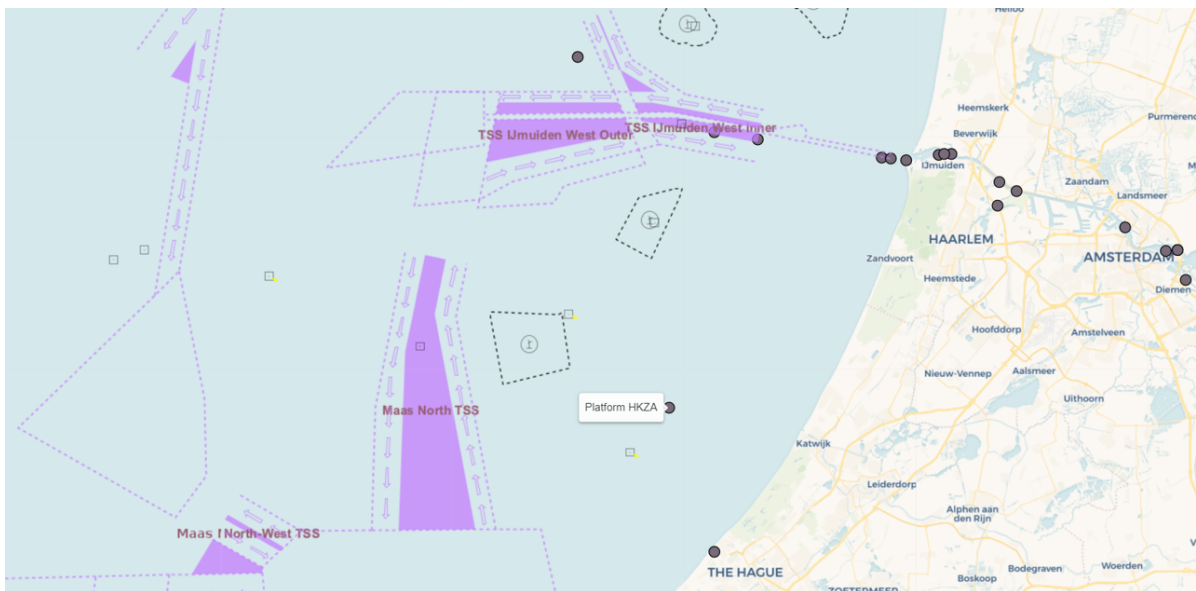 Heiloo
Heemskerk
Purmerend
Beverwijk
TSS IJmuiden West Outer
TSS IJmuiden West Inner
IJmuiden
Zaandam
Landsmeer
HAARLEM
Zandvoort
AMSTERDAM
Heemstede
Diemen
Hoofddorp
Amstelveen
Nieuw-Vennep
Aalsmeer
Uithoorn
Platform HKZA
Maas North TSS
Katwijk
Leiderdorp
Alphen aan
den Rijn
Maas North-West TSS
THE HAGUE
Bodegraven
Woerden
Boskoop
ZOETERMEER